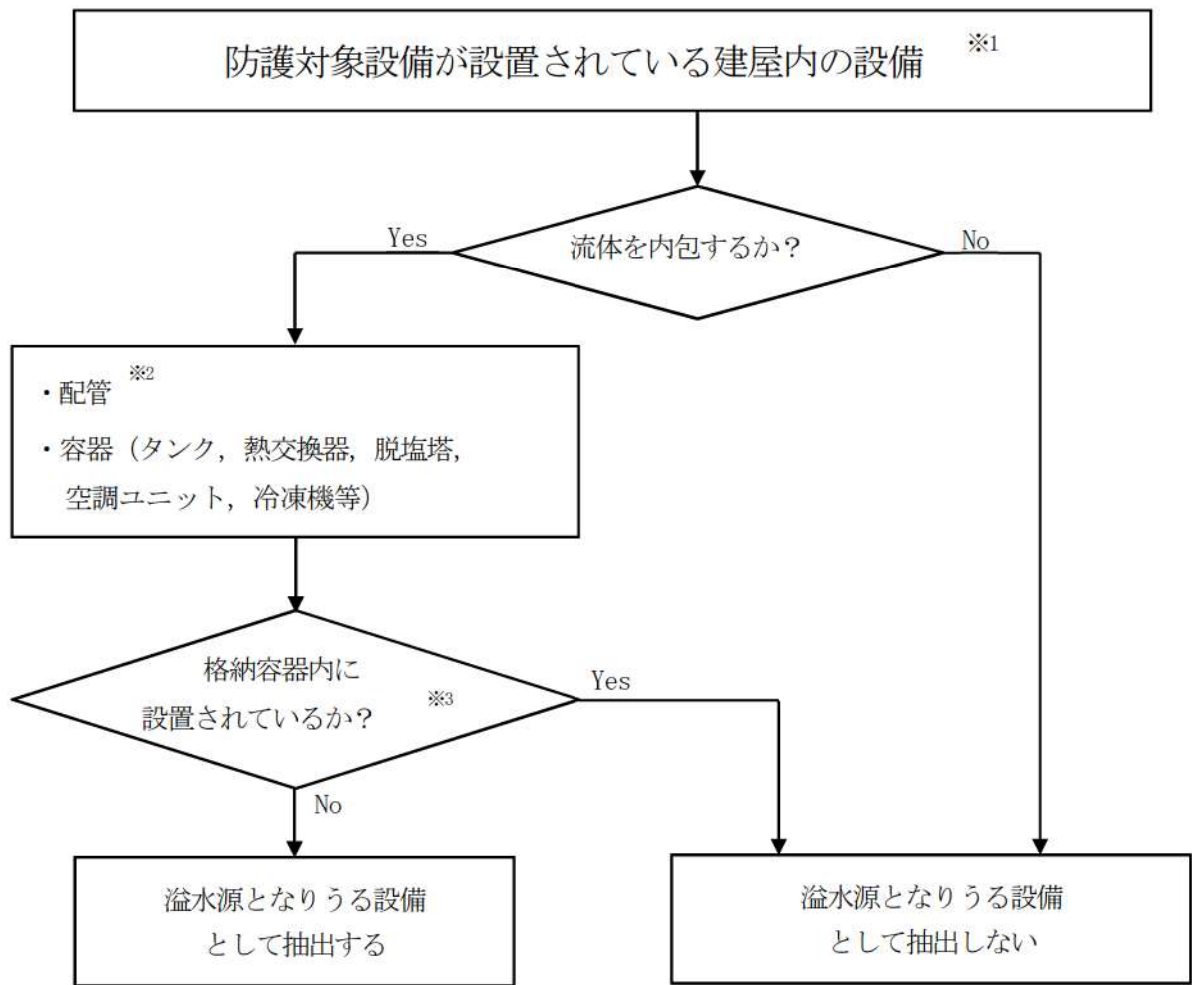 防護対象設備が設置されている建屋内の設備 ※1
流体を内包するか？
Yes
No
・配管 ※2
・容器（タンク，熱交換器，脱塩塔，
空調ユニット，冷凍機等）
格納容器内に
設置されているか？ ※3
Yes
No
溢水源となりうる設備
として抽出する
溢水源となりうる設備
として抽出しない